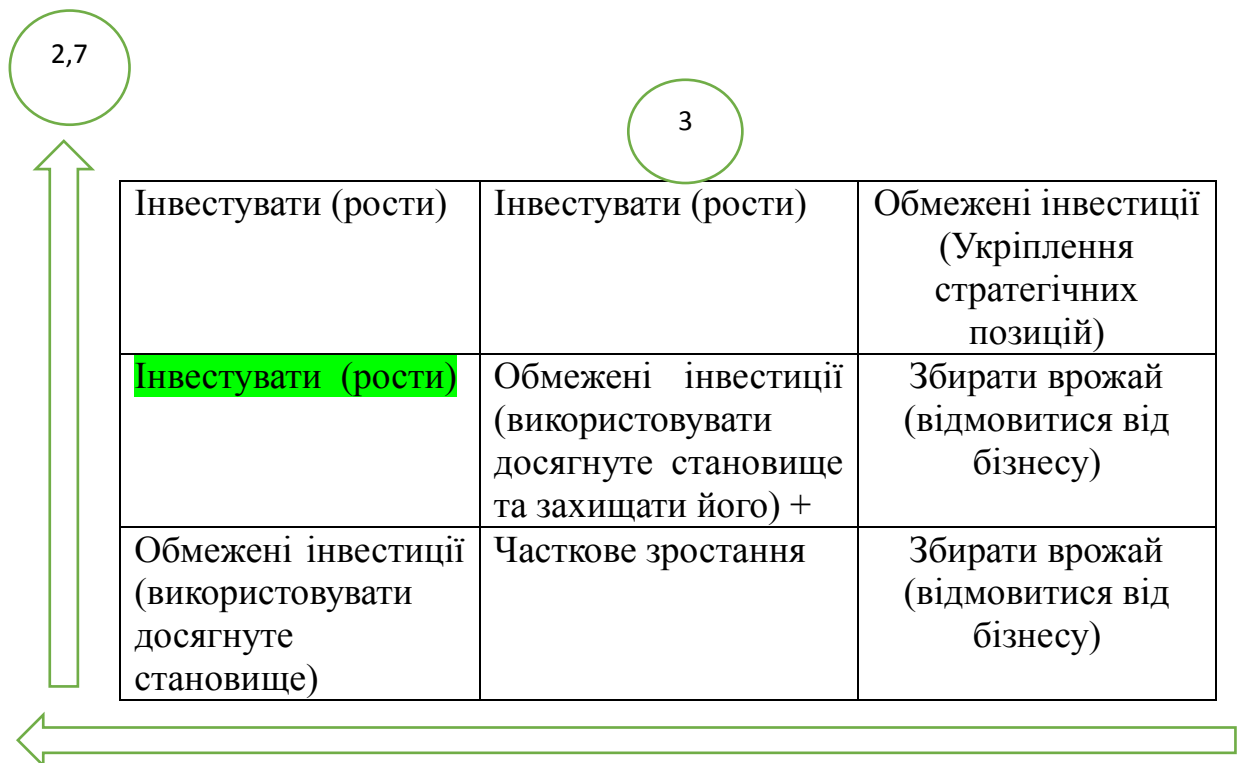 2,7
3
Інвестувати (рости)
Інвестувати (рости)
Обмежені інвестиції
(Укріплення
стратегічних
позицій)
Інвестувати (рости)
Обмежені інвестиції
(використовувати
досягнуте становище
та захищати його) +
Збирати врожай
(відмовитися від
бізнесу)
Обмежені інвестиції
(використовувати
досягнуте
становище)
Часткове зростання
Збирати врожай
(відмовитися від
бізнесу)